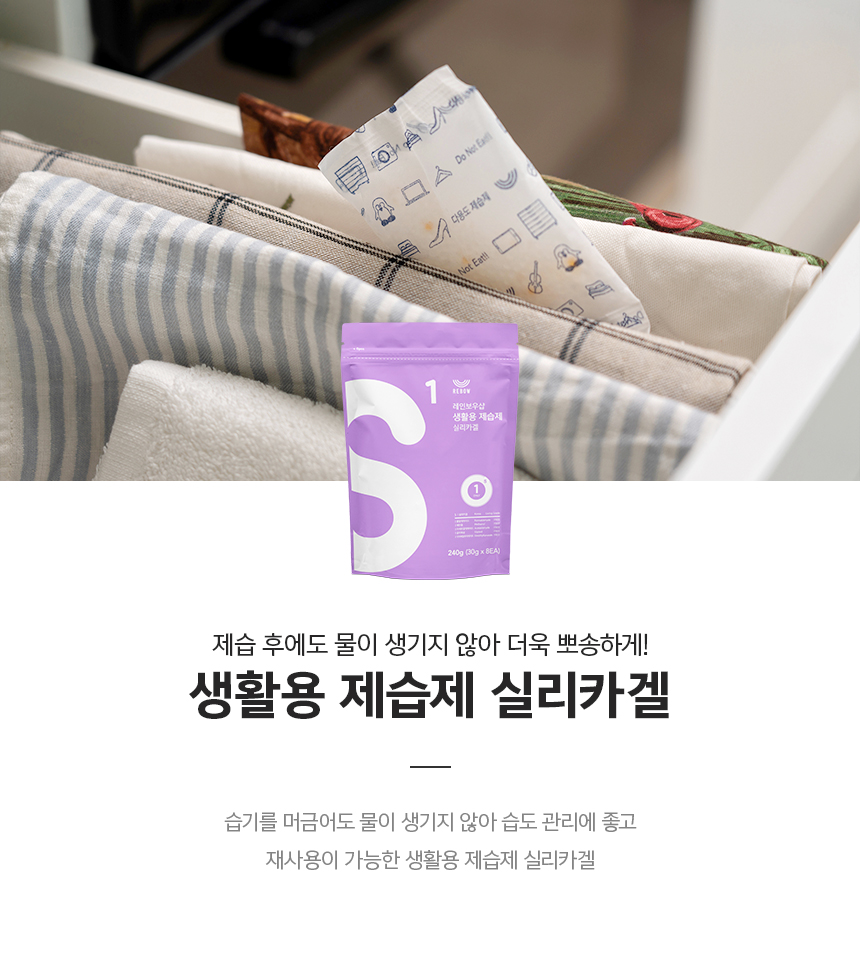 Do Not Eat!!
다용도 제습제
Not Eat!!
1
REBOW
레인보우샵
생활용 제습제
실리카겔
S
1
240g (30g x 8EA)
제습 후에도 물이 생기지 않아 더욱 뽀송하게!
생활용 제습제 실리카겔
습기를 머금어도 물이 생기지 않아 습도 관리에 좋고
재사용이 가능한 생활용 제습제 실리카겔